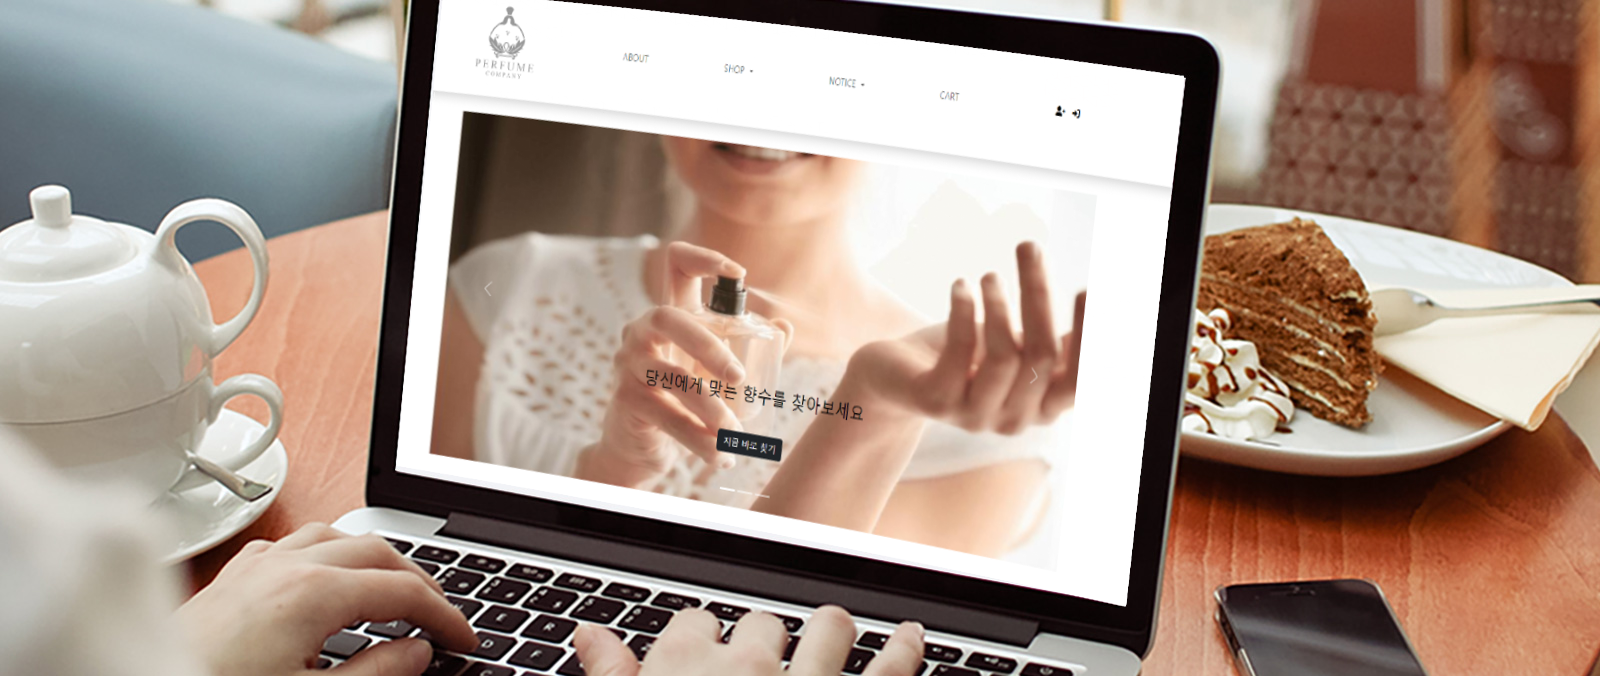 PERFUME
COMPANY
ABOUT
SHOP
NOTICE
CART
당신에게 맞는 향수를 찾아보세요
지금 바로 찾기
E
R
D
F
C